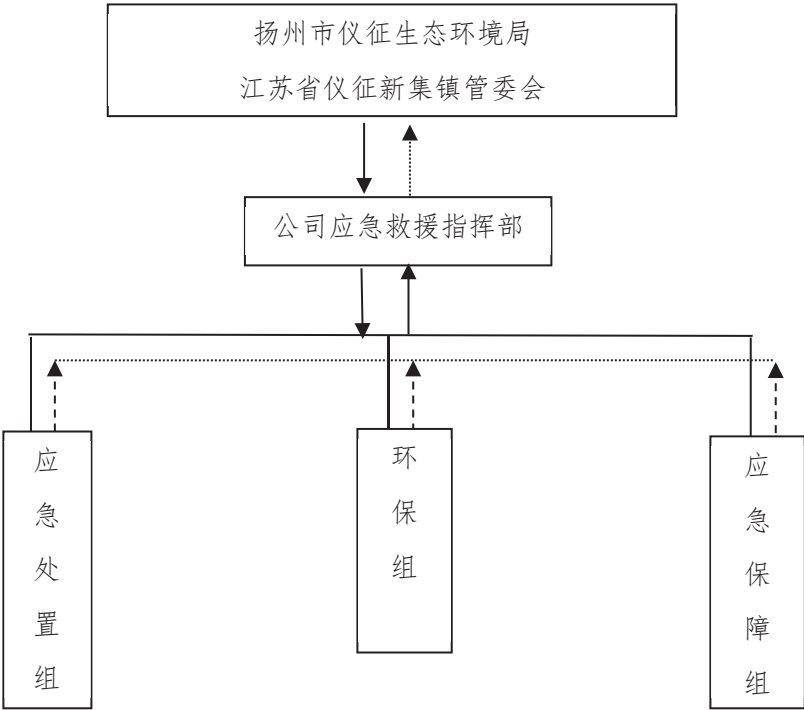 扬州市仪征生态环境局
江苏省仪征新集镇管委会
公司应急救援指挥部
应急处置组
环保组
应急保障组